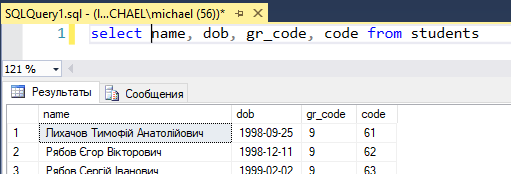 SQLQuery1.sql - (l...CHAEL\michael (56))*
1 select name, dob, gr_code, code from students
121 %
Результаты Сообщения
name dob gr_code code
1 Лихачов Тимофій Анатолійович 1998-09-25 9 61
2 Рябов Єгор Вікторович 1998-12-11 9 62
3 Рябов Сергій Іванович 1999-02-02 9 63